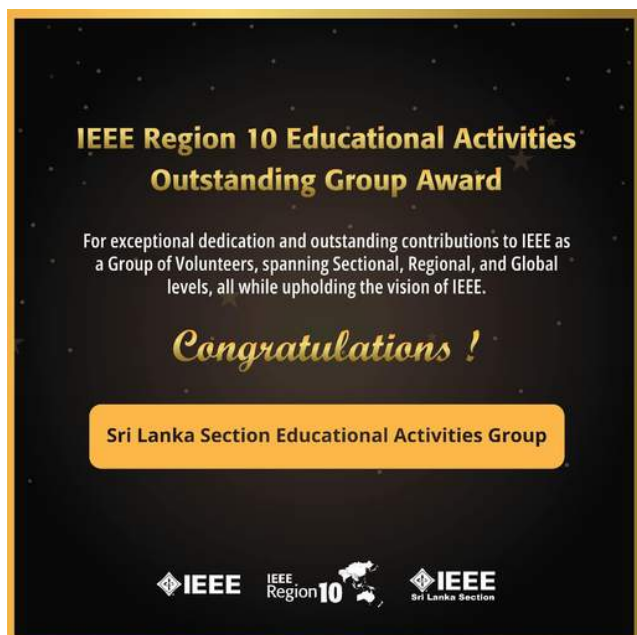 IEEE Region 10 Educational Activities
Outstanding Group Award
For exceptional dedication and outstanding contributions to IEEE as
a Group of Volunteers, spanning Sectional, Regional, and Global
levels, all while upholding the vision of IEEE.
Congratulations !
Sri Lanka Section Educational Activities Group
IEEE
IEEE
Region 10
IEEE
Sri Lanka Section